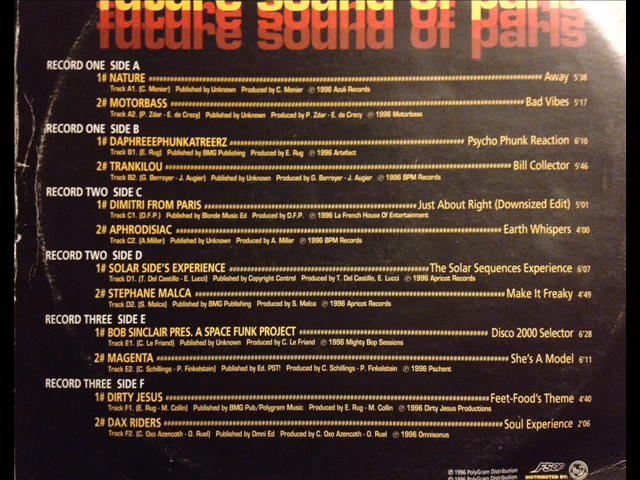 future sound of paris
future sound of paris
RECORD ONE SIDE A
1# NATURE Away 5'38
Track A1. (C. Monier) Published by Unknown Produced by C. Monier ℗ 1996 Azuli Records
2# MOTORBASS Bad Vibes 5'17
Track A2. (P. Zdar - E. de Crecy) Published by Unknown Produced by P. Zdar - E. de Crecy ℗ 1996 Motorbass
RECORD ONE SIDE B
1# DAPHREEEPHUNKATREERZ Psycho Phunk Reaction 6'10
Track B1. (E. Rug) Published by BMG Publishing Produced by E. Rug ℗ 1996 Artefact
2# TRANKILOU Bill Collector 5'46
Track B2. (G. Berroyer - J. Augier) Published by Unknown Produced by G. Berroyer - J. Augier ℗ 1996 BPM Records
RECORD TWO SIDE C
1# DIMITRI FROM PARIS Just About Right (Downsized Edit) 5'01
Track C1. (D.F.P.) Published by Blonde Music Ed Produced by D.F.P. ℗ 1996 La French House Of Entertainment
2# APHRODISIAC Earth Whispers 4'00
Track C2. (A.Miller) Published by Unknown Produced by A. Miller ℗ 1996 BPM Records
RECORD TWO SIDE D
1# SOLAR SIDE'S EXPERIENCE The Solar Sequences Experience 6'07
Track D1. (T. Del Castillo - E. Lucci) Published by Copyright Control Produced by T. Del Castillo, E. Lucci ℗ 1996 Apricot Records
2# STEPHANE MALCA Make It Freaky 4'49
Track D2. (S. Malca) Published by BMG Publishing Produced by S. Malca ℗ 1996 Apricot Records
RECORD THREE SIDE E
1# BOB SINCLAIR PRES. A SPACE FUNK PROJECT Disco 2000 Selector 6'28
Track E1. (C. Le Friand) Published by Unknown Produced by C. Le Friand ℗ 1996 Mighty Bop Sessions
2# MAGENTA She's A Model 6'11
Track E2. (C. Schillings - P. Finkelstein) Published by Ed. PST! Produced by C. Schillings - P. Finkelstein ℗ 1996 Pschent
RECORD THREE SIDE F
1# DIRTY JESUS Feet-Food's Theme 4'40
Track F1. (E. Rug - M. Collin) Published by BMG Pub/Polygram Music Produced by E. Rug - M. Collin ℗ 1996 Dirty Jesus Productions
2# DAX RIDERS Soul Experience 2'06
Track F2. (C. Oxo Azencoth - O. Ruel) Published by Omni Ed Produced by C. Oxo Azencoth - O. Ruel ℗ 1996 Omnisonus
℗ 1996 PolyGram Distribution
© 1996 PolyGram Distribution
FSOP
DISTRIBUTED BY: